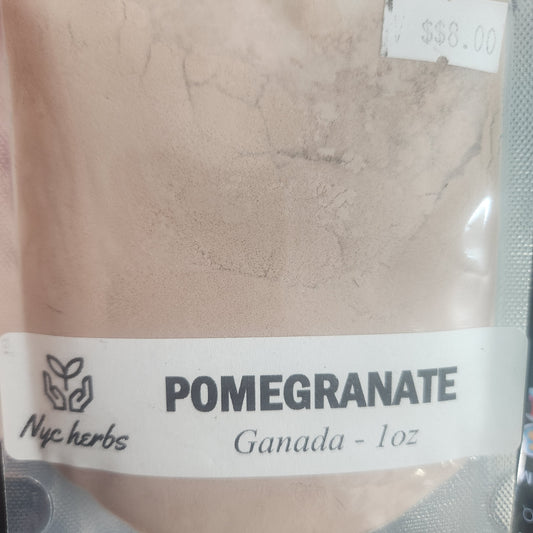 $$8.00
POMEGRANATE
Ganada - 1oz
Nyc herbs